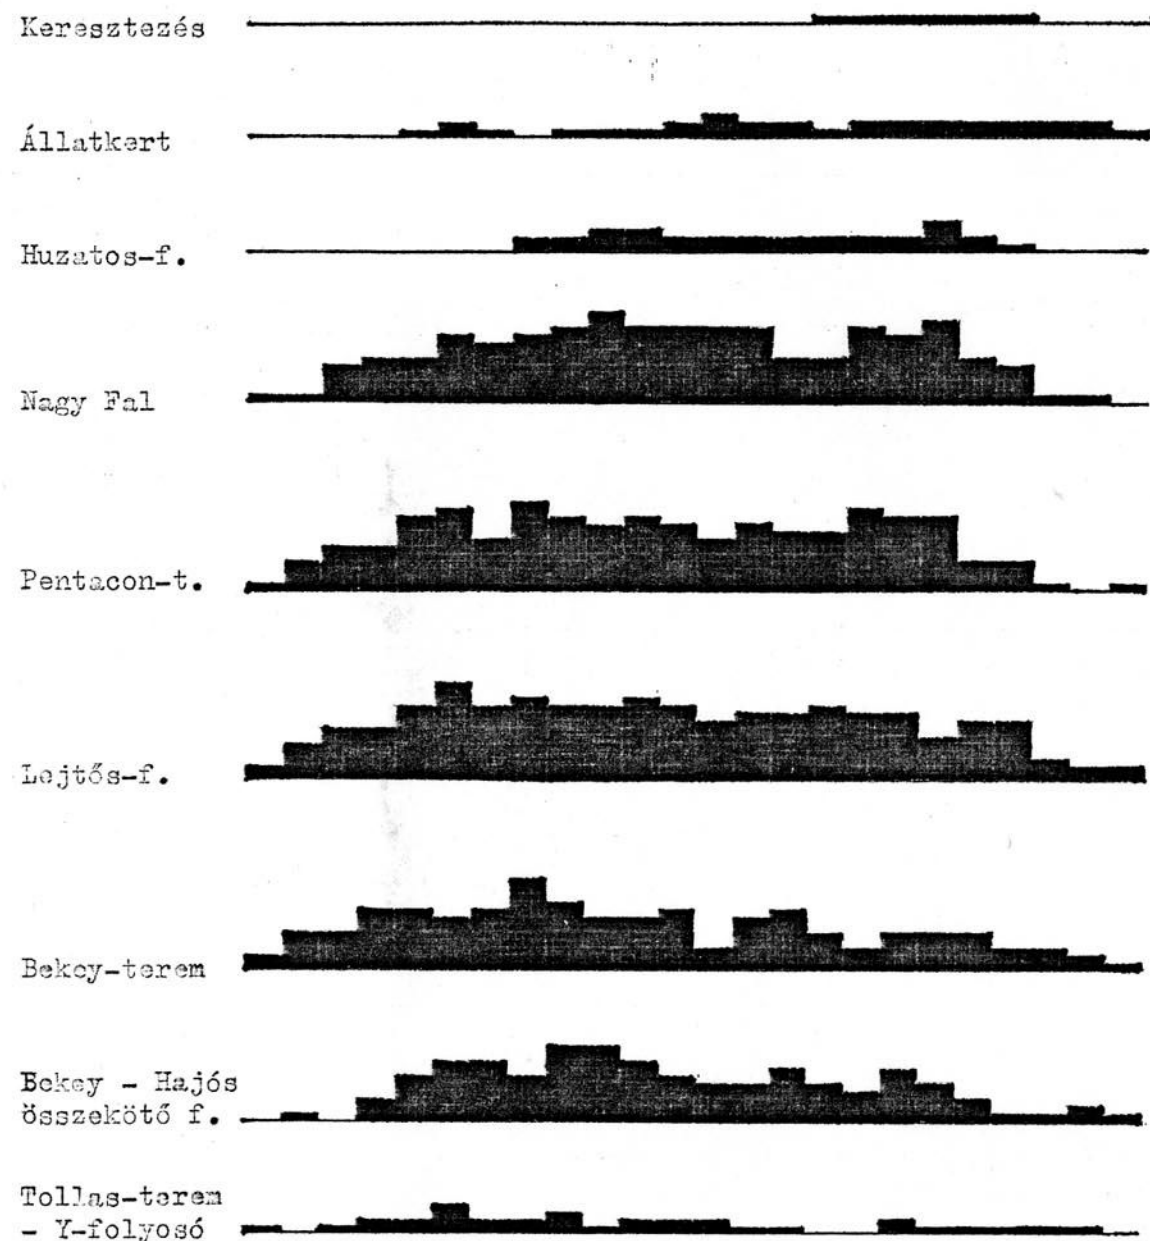 Keresztezés
Állatkert
Huzatos-f.
Nagy Fal
Pentacon-t.
Lejtős-f.
Bekey-terem
Bekey - Hajós
összekötő f.
Tollas-terem
- Y-folyosó